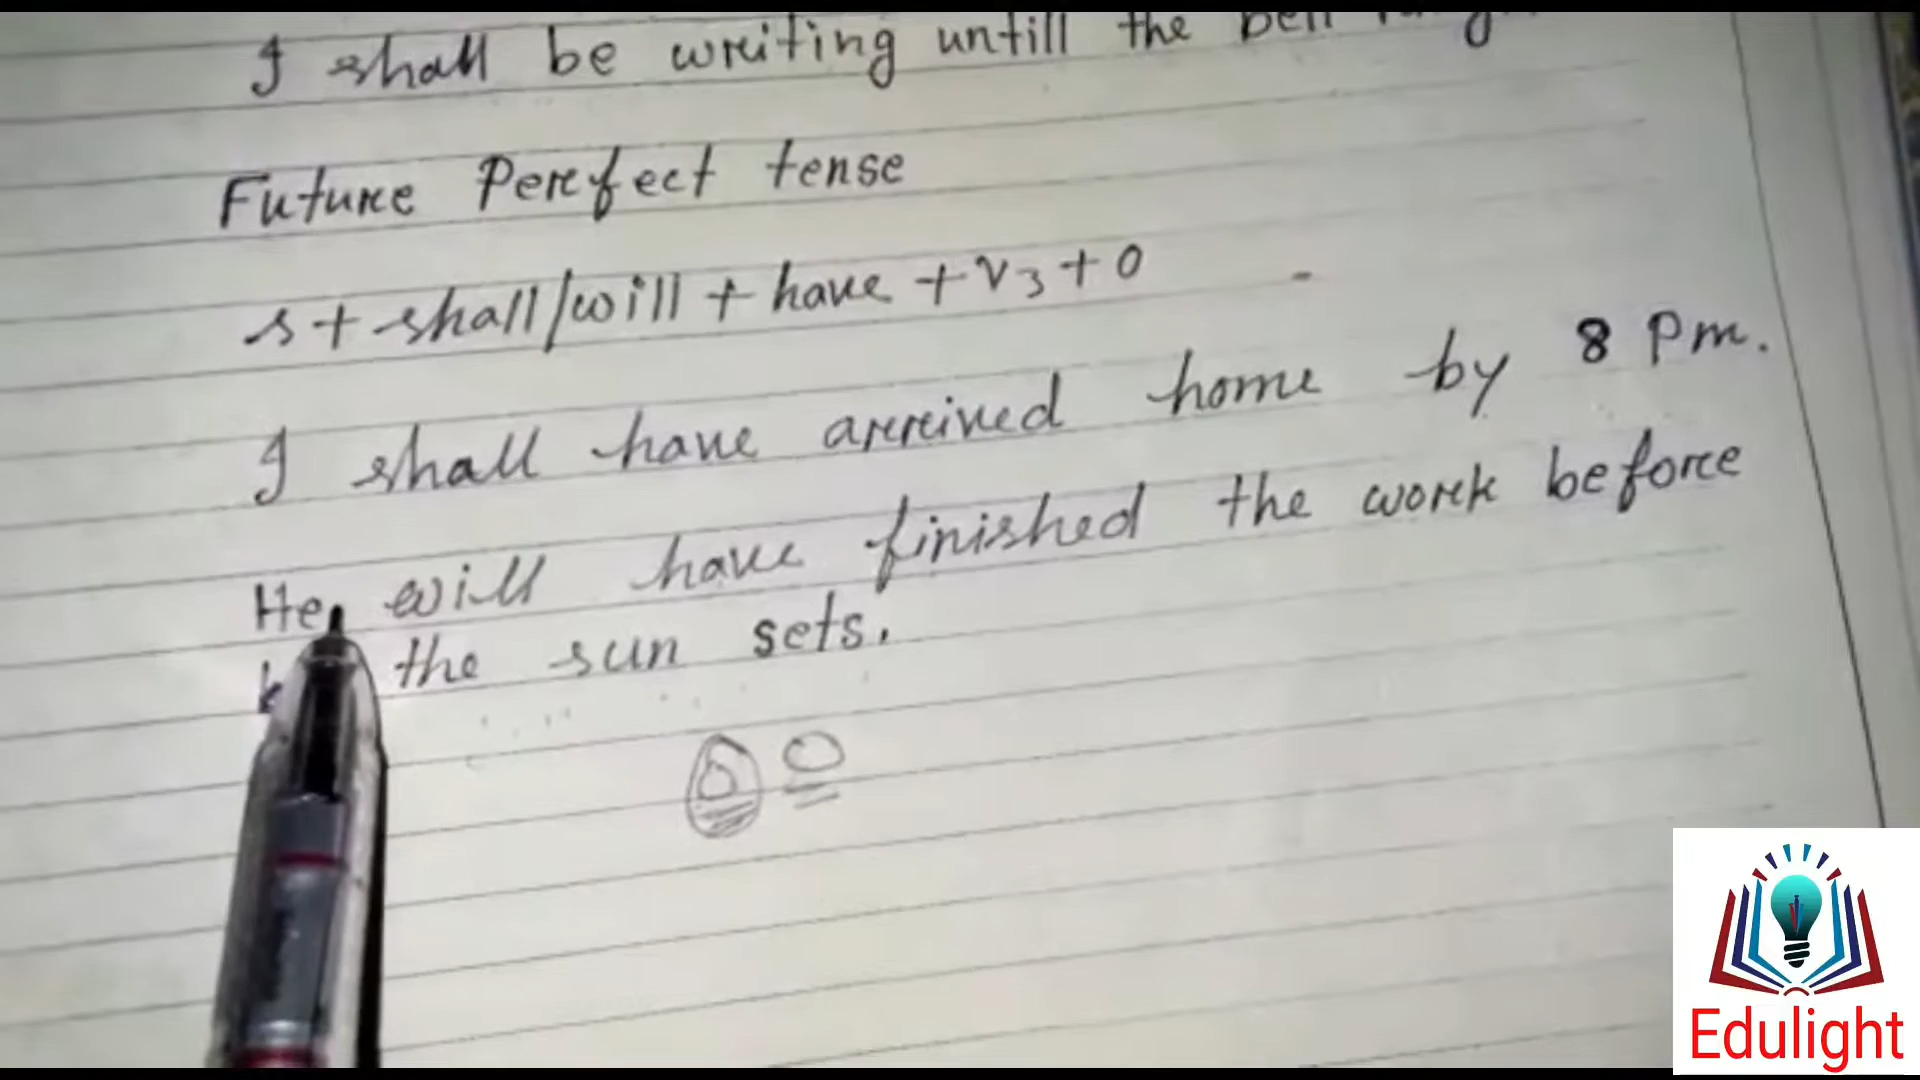 I shall be writing untill the bell
Future Perfect tense
s + shall/will + have + V3 + O
I shall have arrived home by 8 Pm.
He will have finished the work before
the sun sets.
Edulight